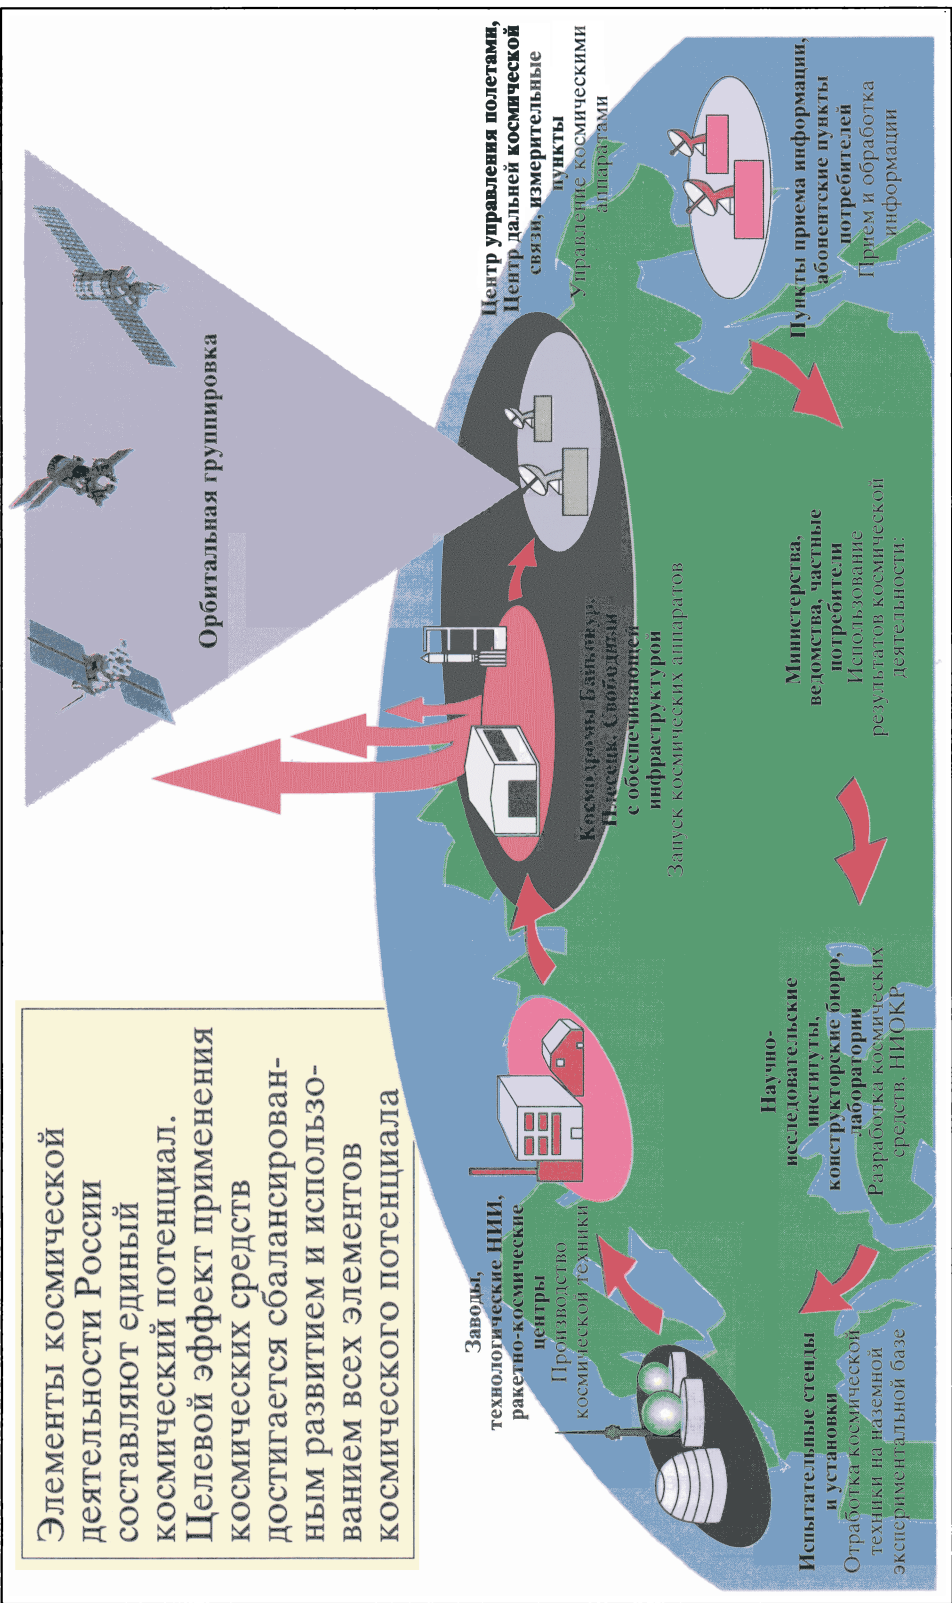 Элементы космической
деятельности России
составляют единый
космический потенциал.
Целевой эффект применения
космических средств
достигается сбалансирован-
ным развитием и использо-
ванием всех элементов
космического потенциала
Орбитальная группировка
Заводы,
технологические НИИ,
ракетно-космические
центры
Производство
космической техники
Космодромы Байконур,
Плесецк, Свободный
с обеспечивающей
инфраструктурой
Запуск космических аппаратов
Центр управления полетами,
Центр дальней космической
связи, измерительные
пункты
Управление космическими
аппаратами
Испытательные стенды
и установки
Отработка космической
техники на наземной
экспериментальной базе
Научно-
исследовательские
институты,
конструкторские бюро,
лаборатории
Разработка космических
средств, НИОКР
Министерства,
ведомства, частные
потребители
Использование
результатов космической
деятельности:
Пункты приема информации,
абонентские пункты
потребителей
Прием и обработка
информации